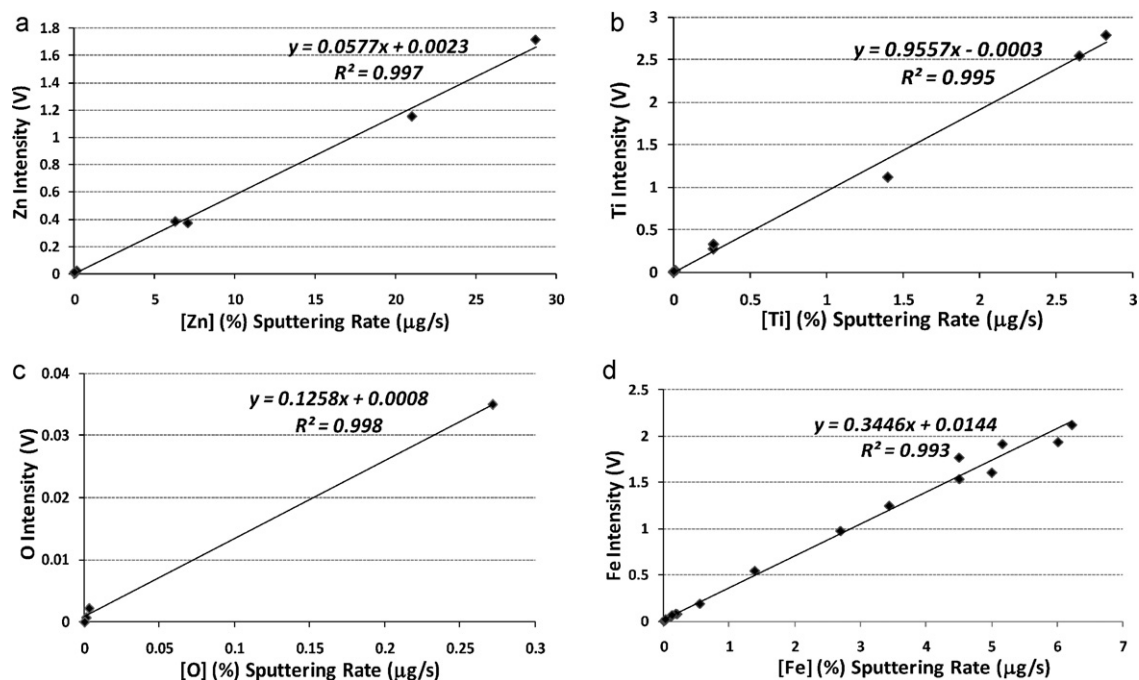 a
y = 0.0577x + 0.0023
R² = 0.997
Zn Intensity (V)
1.8
1.6
1.4
1.2
1
0.8
0.6
0.4
0.2
0
0 5 10 15 20 25 30
[Zn] (%) Sputtering Rate (μg/s)
b
y = 0.9557x - 0.0003
R² = 0.995
Ti Intensity (V)
3
2.5
2
1.5
1
0.5
0
0 0.5 1 1.5 2 2.5 3
[Ti] (%) Sputtering Rate (μg/s)
c
y = 0.1258x + 0.0008
R² = 0.998
O Intensity (V)
0.04
0.03
0.02
0.01
0
0 0.05 0.1 0.15 0.2 0.25 0.3
[O] (%) Sputtering Rate (μg/s)
d
y = 0.3446x + 0.0144
R² = 0.993
Fe Intensity (V)
2.5
2
1.5
1
0.5
0
0 1 2 3 4 5 6 7
[Fe] (%) Sputtering Rate (μg/s)